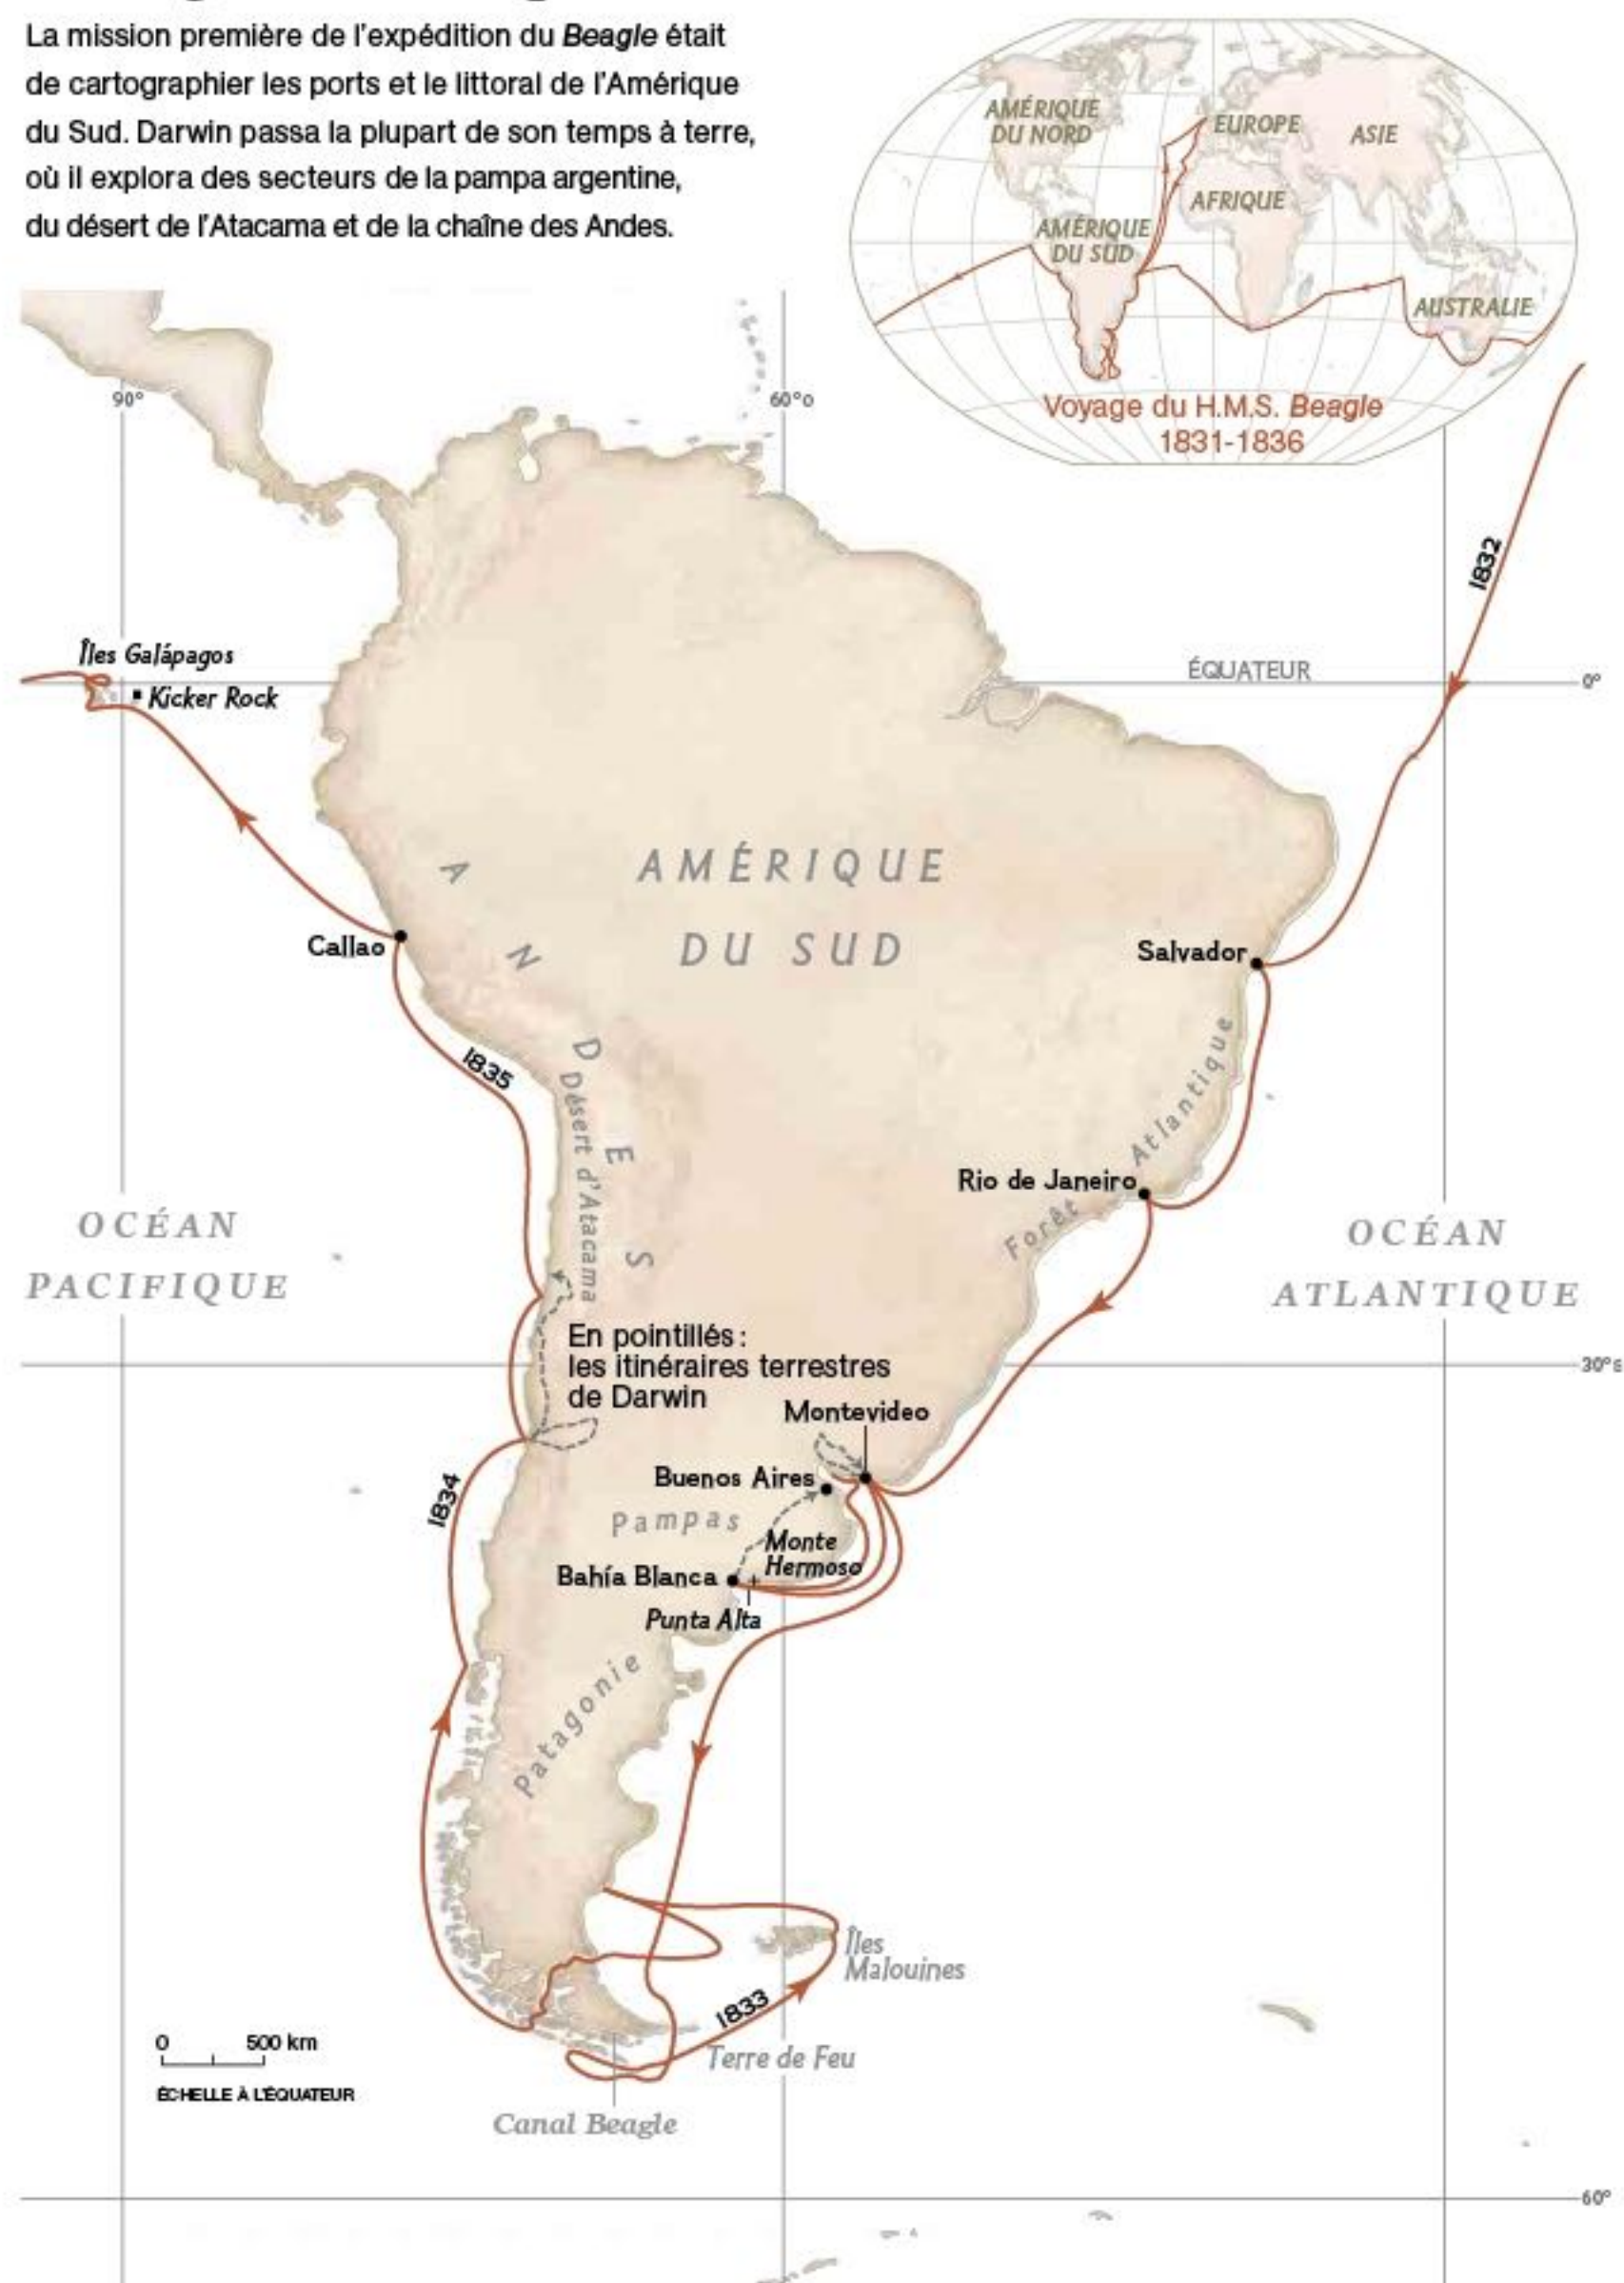 La mission première de l'expédition du Beagle était
de cartographier les ports et le littoral de l'Amérique
du Sud. Darwin passa la plupart de son temps à terre,
où il explora des secteurs de la pampa argentine,
du désert de l'Atacama et de la chaîne des Andes.
AMÉRIQUE
DU NORD
EUROPE
ASIE
AFRIQUE
AMÉRIQUE
DU SUD
AUSTRALIE
Voyage du H.M.S. Beagle
1831-1836
90°
60°o
1832
Îles Galápagos
Kicker Rock
ÉQUATEUR
0°
AMÉRIQUE
DU SUD
ANDES
Callao
Salvador
1835
Désert d'Atacama
Rio de Janeiro
Forêt Atlantique
OCÉAN
PACIFIQUE
OCÉAN
ATLANTIQUE
En pointillés :
les itinéraires terrestres
de Darwin
30°s
Montevideo
Buenos Aires
1834
Pampas
Monte
Hermoso
Bahía Blanca
Punta Alta
Patagonie
Îles
Malouines
1833
Terre de Feu
0 500 km
ÉCHELLE À L'ÉQUATEUR
Canal Beagle
60°